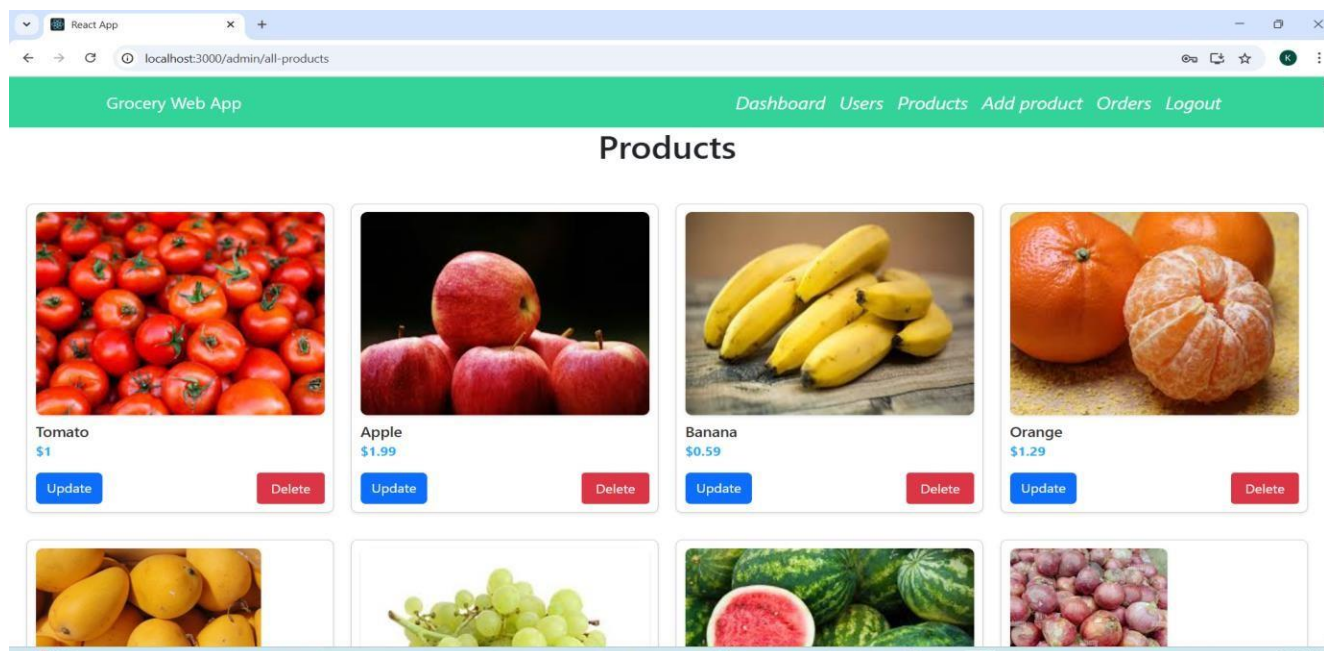 React App
localhost:3000/admin/all-products
K
Grocery Web App Dashboard Users Products Add product Orders Logout
Products
Tomato
$1
Update Delete
Apple
$1.99
Update Delete
Banana
$0.59
Update Delete
Orange
$1.29
Update Delete